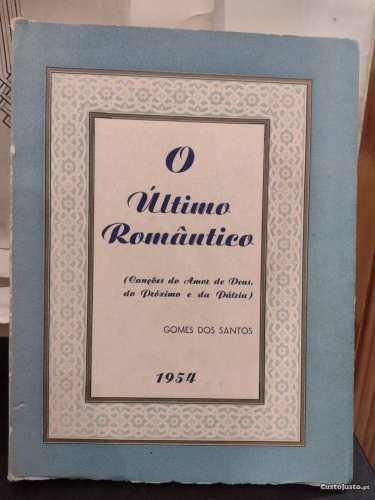 O
Último
Romântico
(Canções do Amor de Deus,
do Próximo e da Pátria)
GOMES DOS SANTOS
1954
CustoJusto.pt